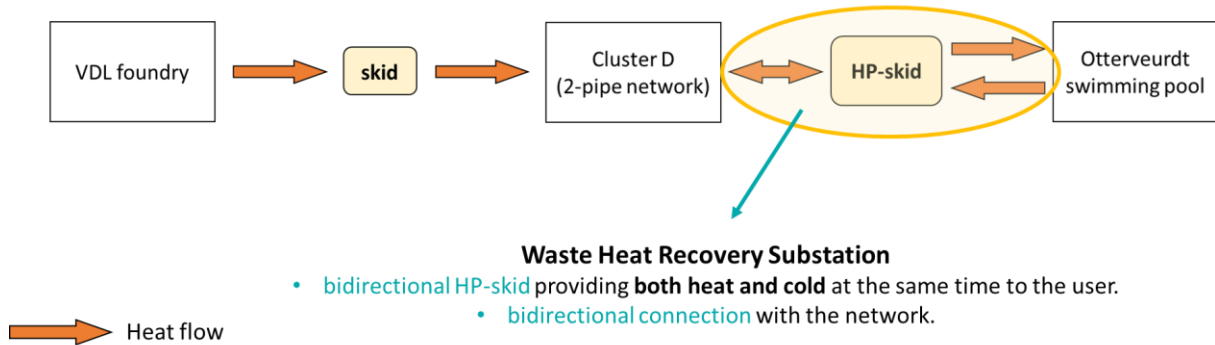 VDL foundry
skid
Cluster D
(2-pipe network)
HP-skid
Otterveurdt
swimming pool
Waste Heat Recovery Substation
• bidirectional HP-skid providing both heat and cold at the same time to the user.
• bidirectional connection with the network.
Heat flow